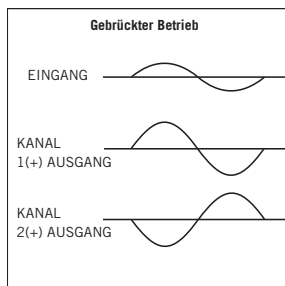 Gebrückter Betrieb
EINGANG
KANAL
1(+) AUSGANG
KANAL
2(+) AUSGANG